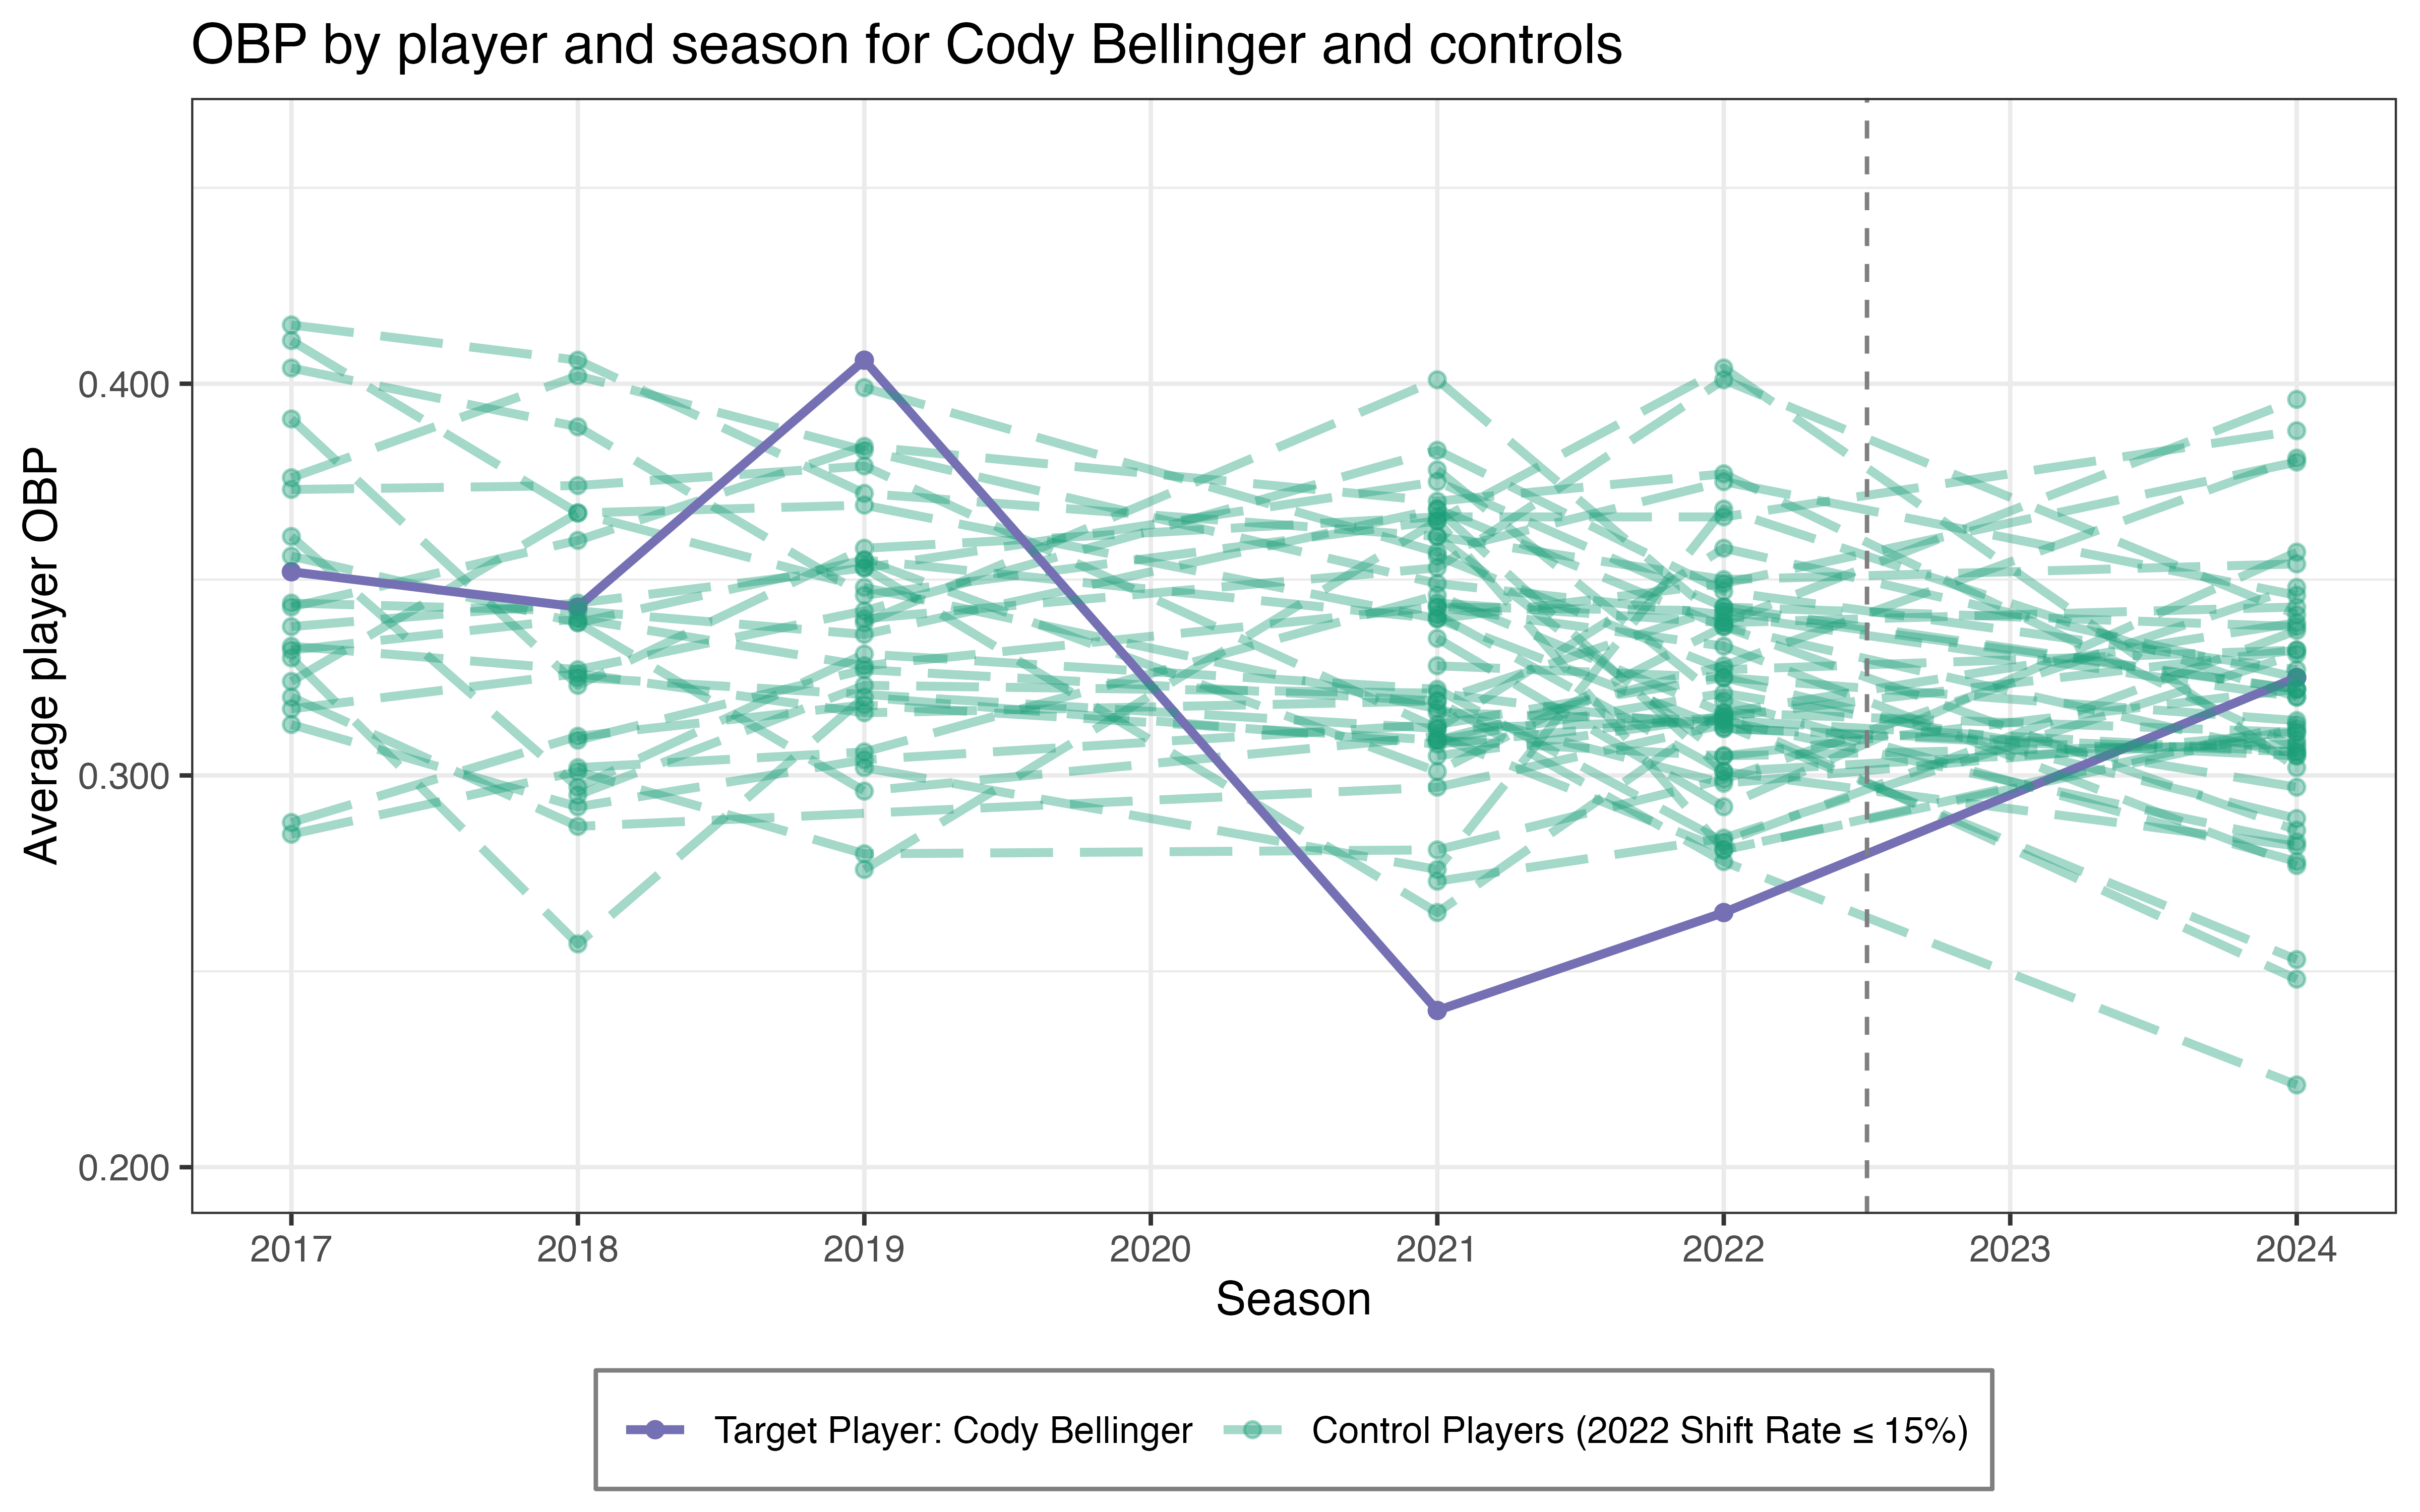 OBP by player and season for Cody Bellinger and controls
Average player OBP
0.400
0.300
0.200
2017 2018 2019 2020 2021 2022 2023 2024
Season
Target Player: Cody Bellinger Control Players (2022 Shift Rate ≤ 15%)